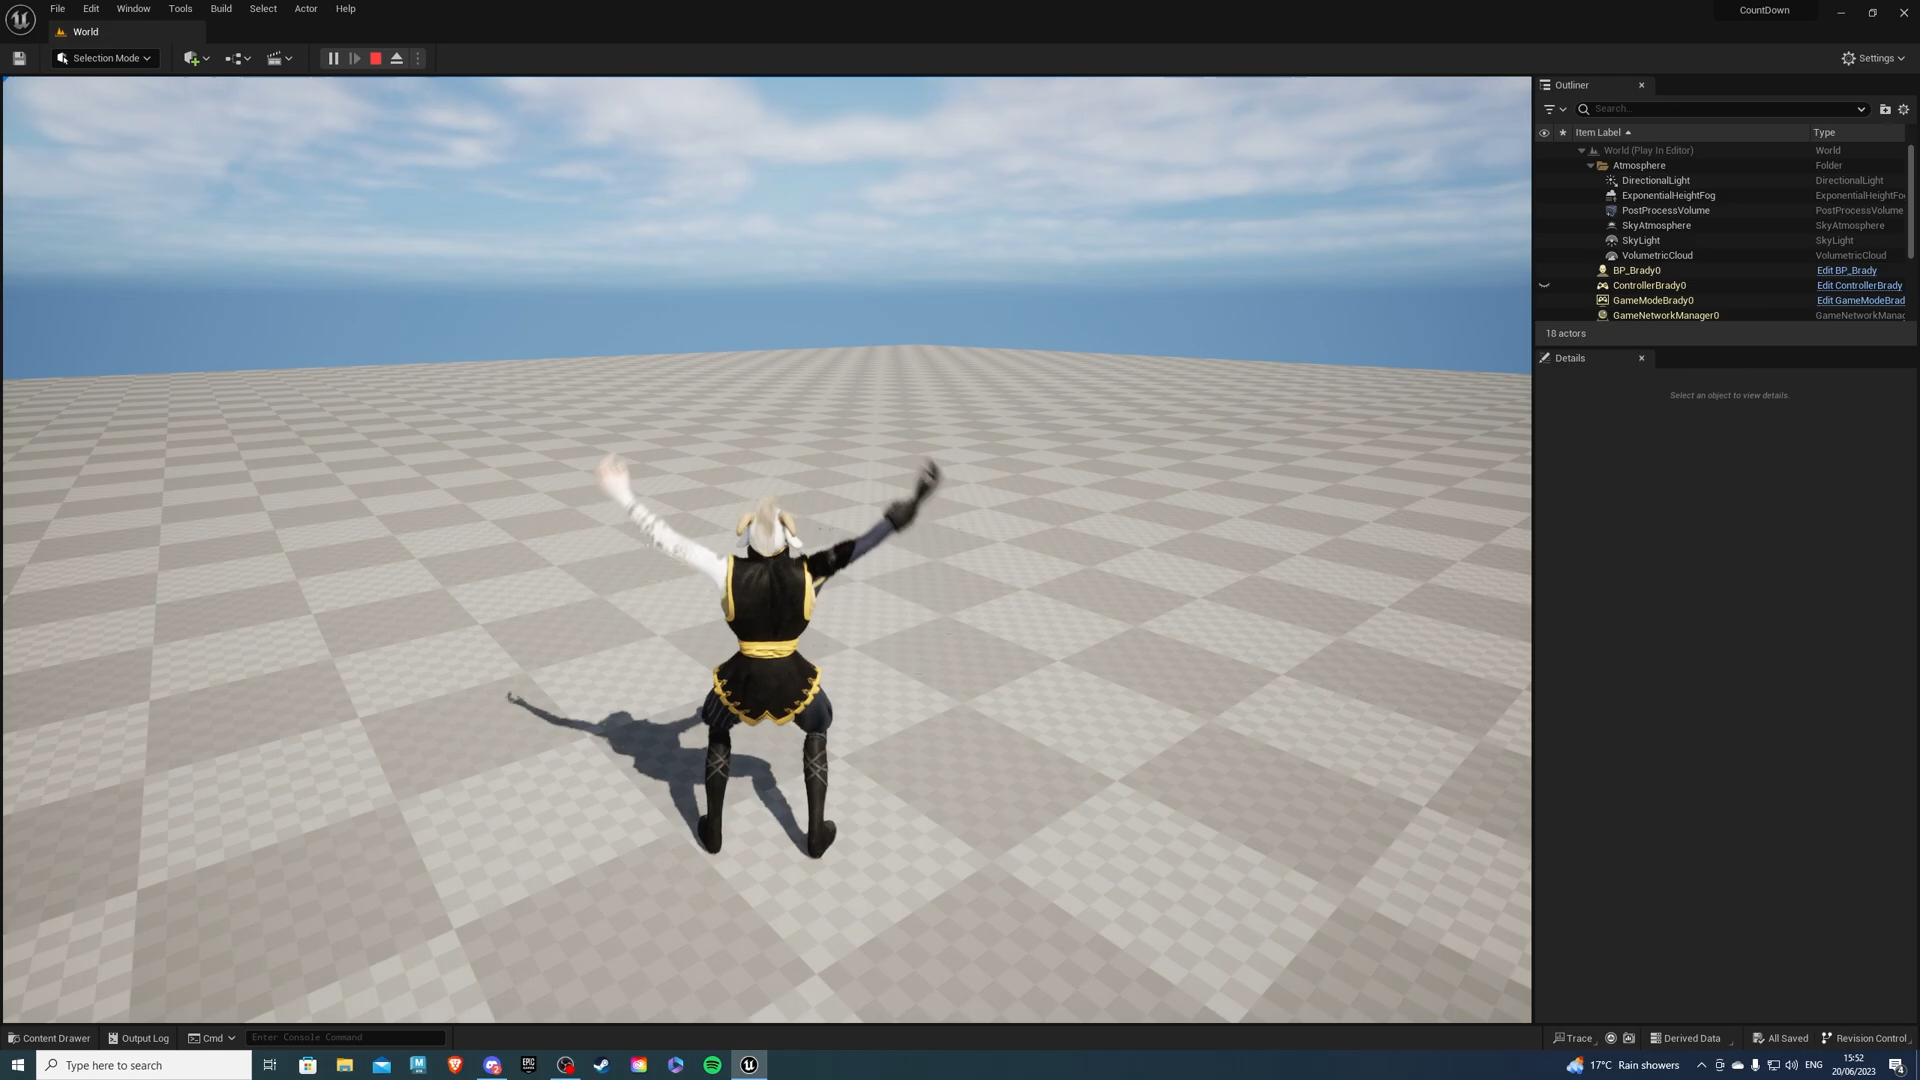 File Edit Window Tools Build Select Actor Help
CountDown
World
Selection Mode
Settings
Outliner
Search...
Item Label Type
World (Play In Editor) World
Atmosphere Folder
DirectionalLight DirectionalLight
ExponentialHeightFog ExponentialHeightFo
PostProcessVolume PostProcessVolume
SkyAtmosphere SkyAtmosphere
SkyLight SkyLight
VolumetricCloud VolumetricCloud
BP_Brady0 Edit BP_Brady
ControllerBrady0 Edit ControllerBrady
GameModeBrady0 Edit GameModeBrad
GameNetworkManager0 GameNetworkManag
18 actors
Details
Select an object to view details.
Content Drawer Output Log Cmd Enter Console Command
Trace Derived Data All Saved Revision Control
Type here to search
17°C Rain showers ENG
15:52
20/06/2023